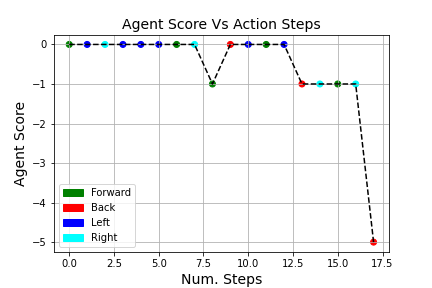 Agent Score Vs Action Steps
Agent Score
0
−1
−2
−3
−4
−5
Forward
Back
Left
Right
0.0 2.5 5.0 7.5 10.0 12.5 15.0 17.5
Num. Steps